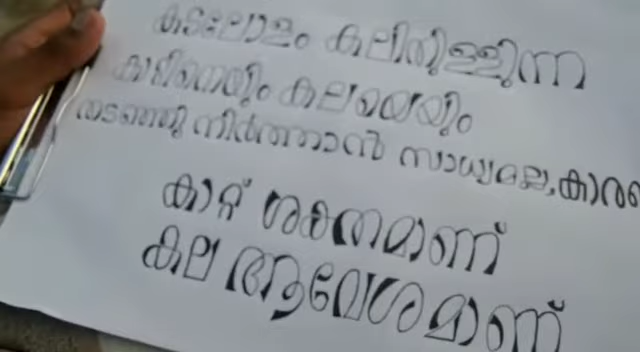 കടലോളം കലിതുള്ളുന്ന
കാറ്റിനെയും കലയെയും
തടഞ്ഞു നിർത്താൻ സാധ്യമല്ല,
കാറ്റ് ശക്തമാണ്
കല ആവേശമാണ്